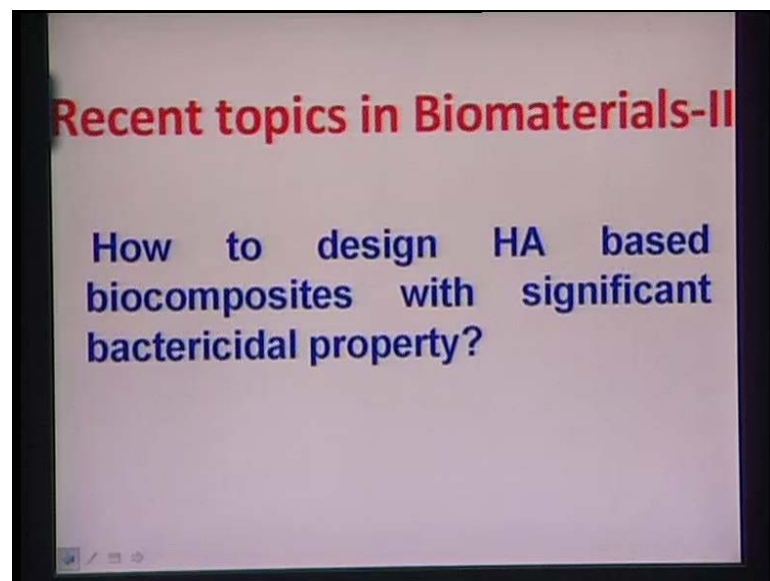 Recent topics in Biomaterials-II
How to design HA based
biocomposites with significant
bactericidal property?